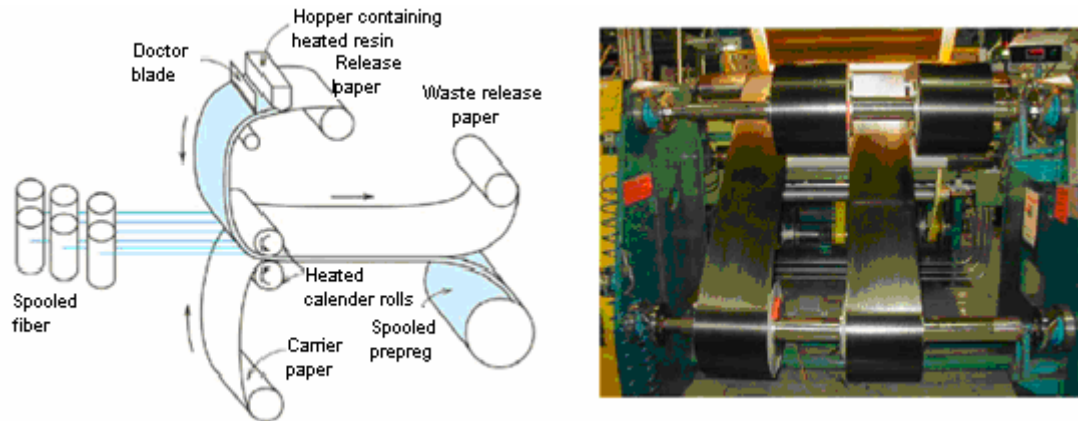 Hopper containing
heated resin
Release
paper
Doctor
blade
Waste release
paper
Spooled
fiber
Heated
calender rolls
Spooled
prepreg
Carrier
paper